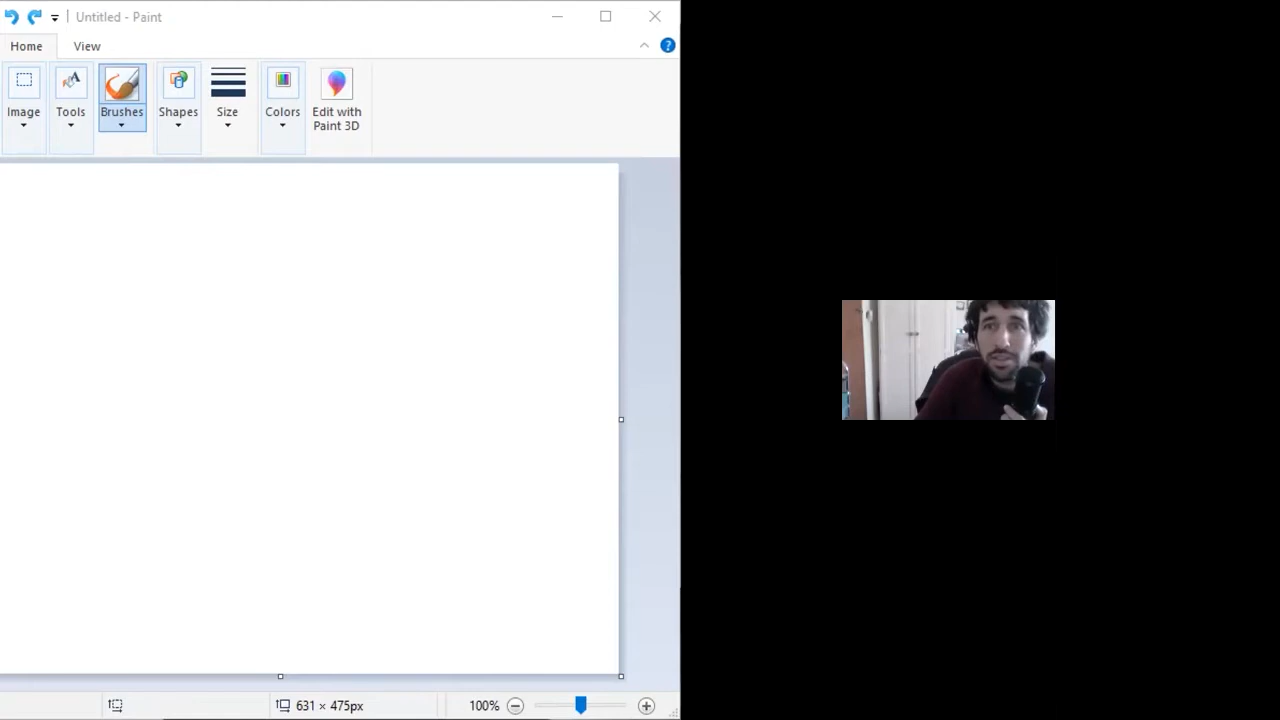 Untitled - Paint
Home View
Image Tools Brushes Shapes Size Colors Edit with Paint 3D
631 × 475px 100%